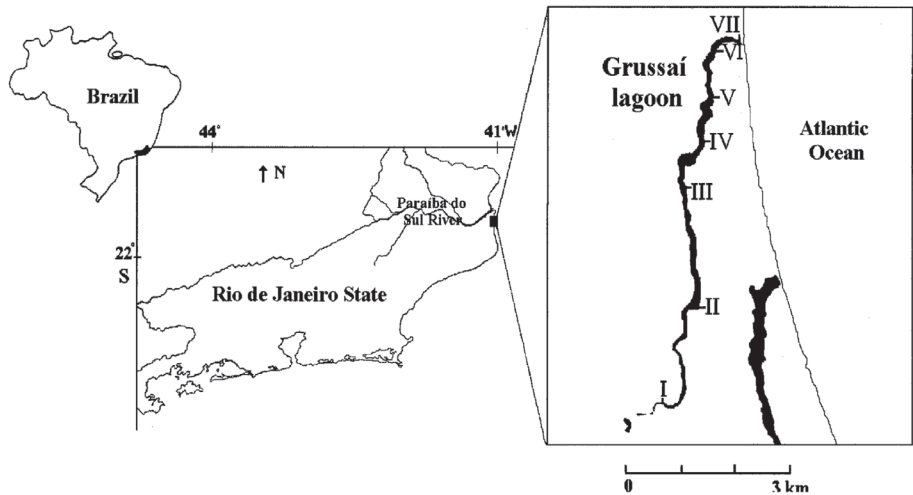 Brazil
44°
41°W
↑ N
Paraíba do
Sul River
22°
S
Rio de Janeiro State
VII
VI
Grussaí
lagoon
V
IV
Atlantic
Ocean
III
II
I
0 3 km